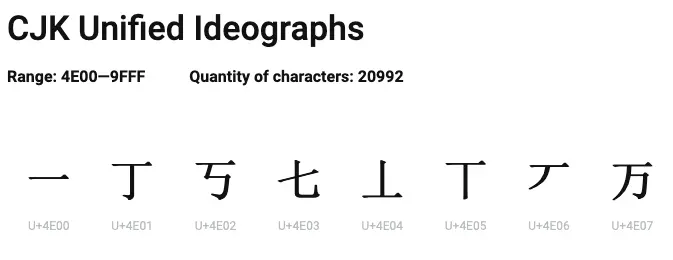 CJK Unified Ideographs
Range: 4E00—9FFF Quantity of characters: 20992
一 丁 丂 七 丄 丅 丆 万
U+4E00 U+4E01 U+4E02 U+4E03 U+4E04 U+4E05 U+4E06 U+4E07